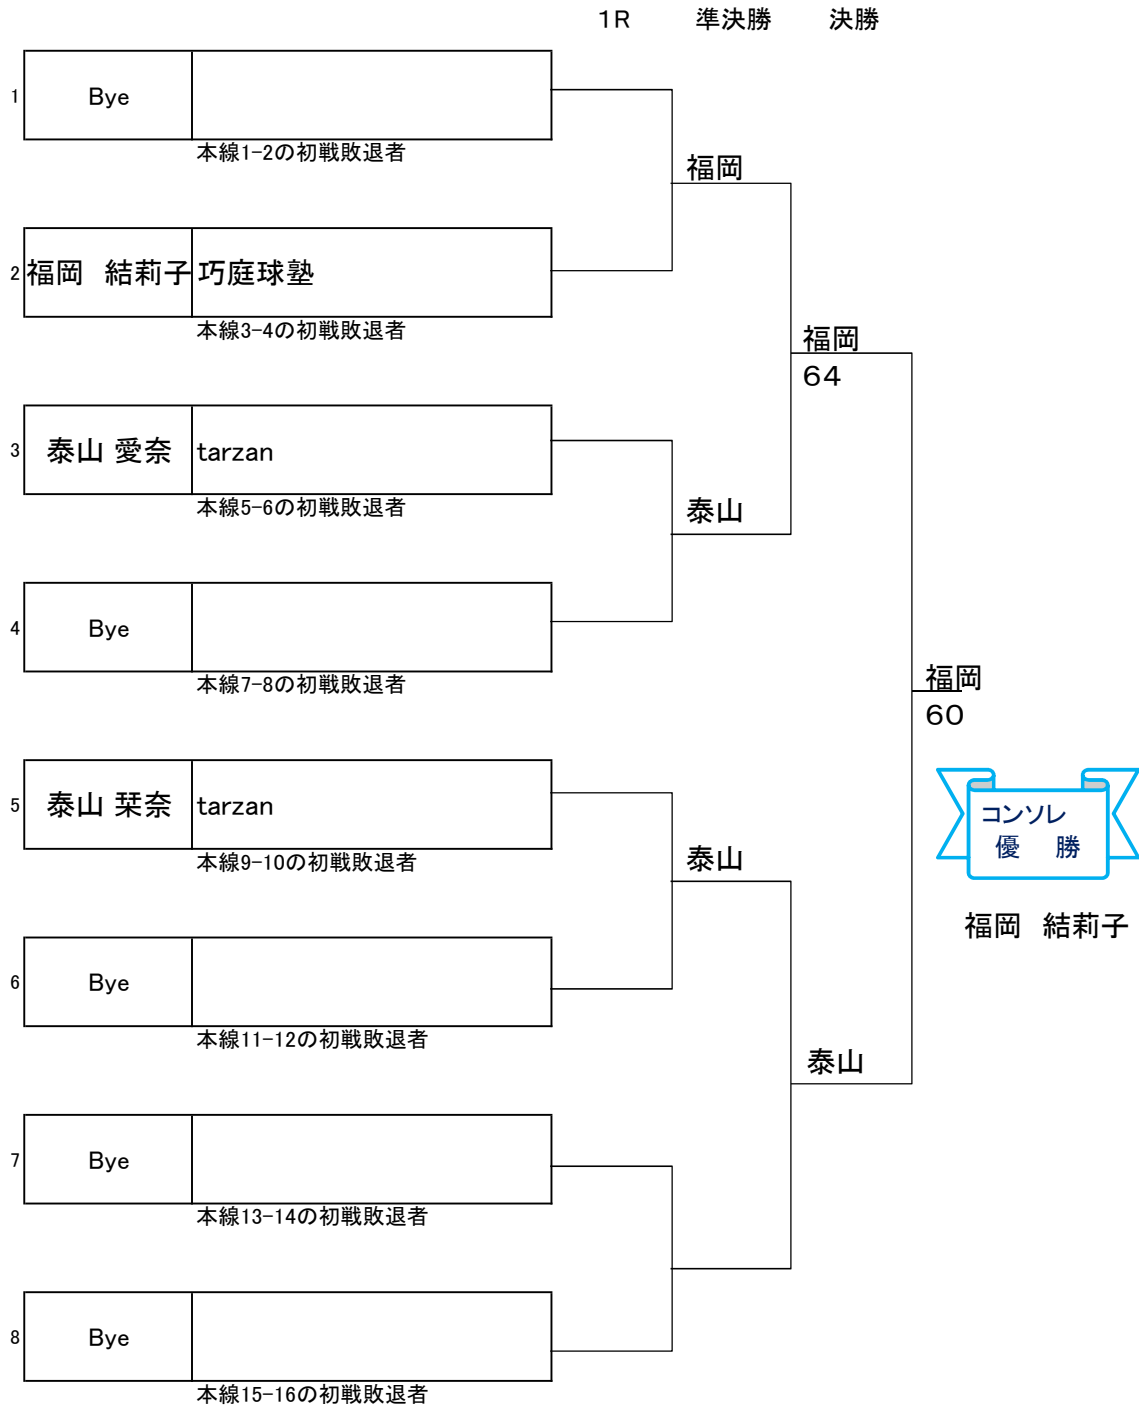 1R 準決勝 決勝
1 Bye
本線1-2の初戦敗退者
福岡
2 福岡 結莉子 巧庭球塾
本線3-4の初戦敗退者
福岡
64
3 泰山 愛奈 tarzan
本線5-6の初戦敗退者
泰山
4 Bye
本線7-8の初戦敗退者
福岡
60
5 泰山 栞奈 tarzan
コンソレ
優 勝
本線9-10の初戦敗退者
泰山
福岡 結莉子
6 Bye
本線11-12の初戦敗退者
泰山
7 Bye
本線13-14の初戦敗退者
8 Bye
本線15-16の初戦敗退者